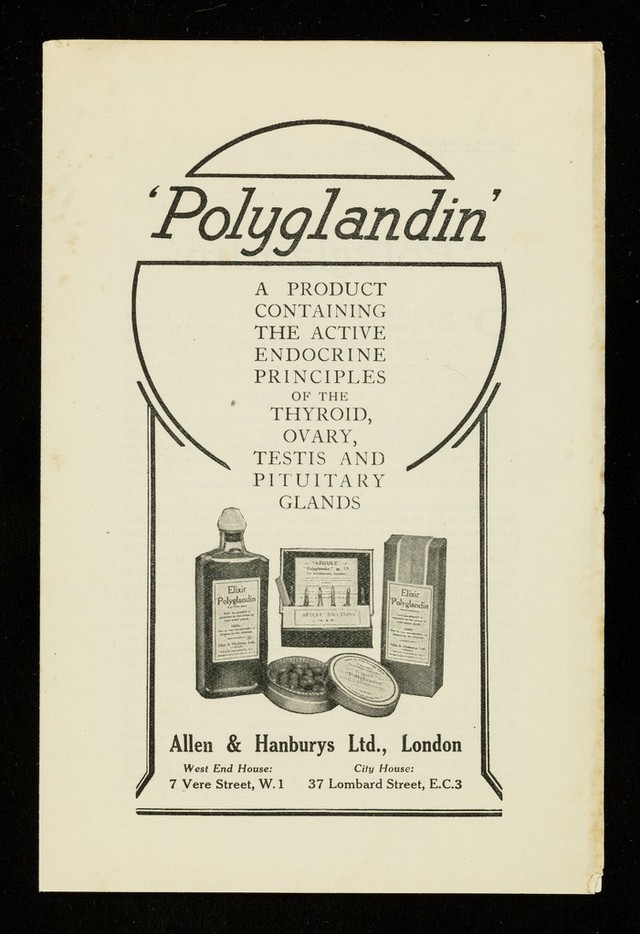 'Polyglandin'
A PRODUCT
CONTAINING
THE ACTIVE
ENDOCRINE
PRINCIPLES
OF THE
THYROID,
OVARY,
TESTIS AND
PITUITARY
GLANDS
Elixir
Polyglandin
Elixir
Polyglandin
Allen & Hanburys Ltd., London
West End House:
City House:
7 Vere Street, W.1
37 Lombard Street, E.C.3